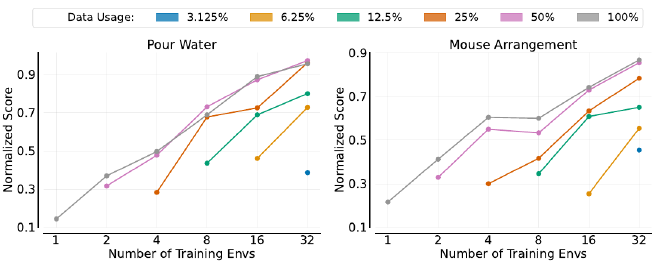 Data Usage: 3.125% 6.25% 12.5% 25% 50% 100%
Pour Water
Normalized Score
0.9
0.7
0.5
0.3
0.1
1 2 4 8 16 32
Number of Training Envs
Mouse Arrangement
Normalized Score
0.9
0.7
0.5
0.3
0.1
1 2 4 8 16 32
Number of Training Envs